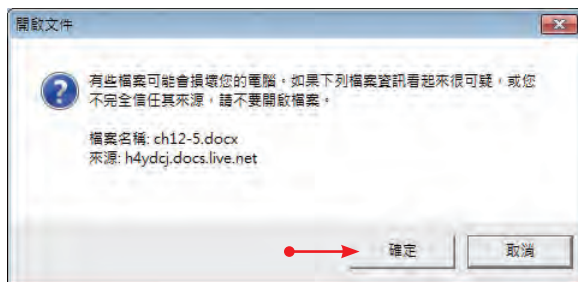 開啟文件
有些檔案可能會損壞您的電腦。如果下列檔案資訊看起來很可疑，或您
不完全信任其來源，請不要開啟檔案。
檔案名稱: ch12-5.docx
來源: h4ydcj.docs.live.net
確定
取消